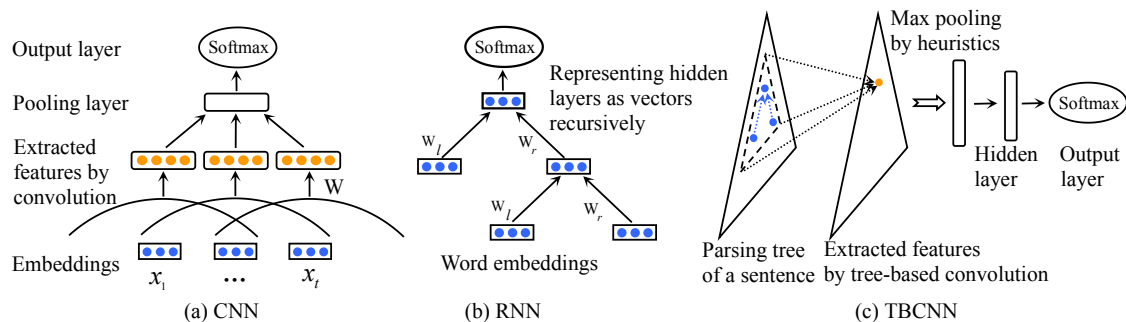 Output layer
Softmax
Pooling layer
Extracted
features by
convolution
W
Embeddings
x1
...
xt
(a) CNN
Softmax
Representing hidden
layers as vectors
recursively
Wl
Wr
Wl
Wr
Word embeddings
(b) RNN
Max pooling
by heuristics
Softmax
Hidden
layer
Output
layer
Parsing tree
of a sentence
Extracted features
by tree-based convolution
(c) TBCNN